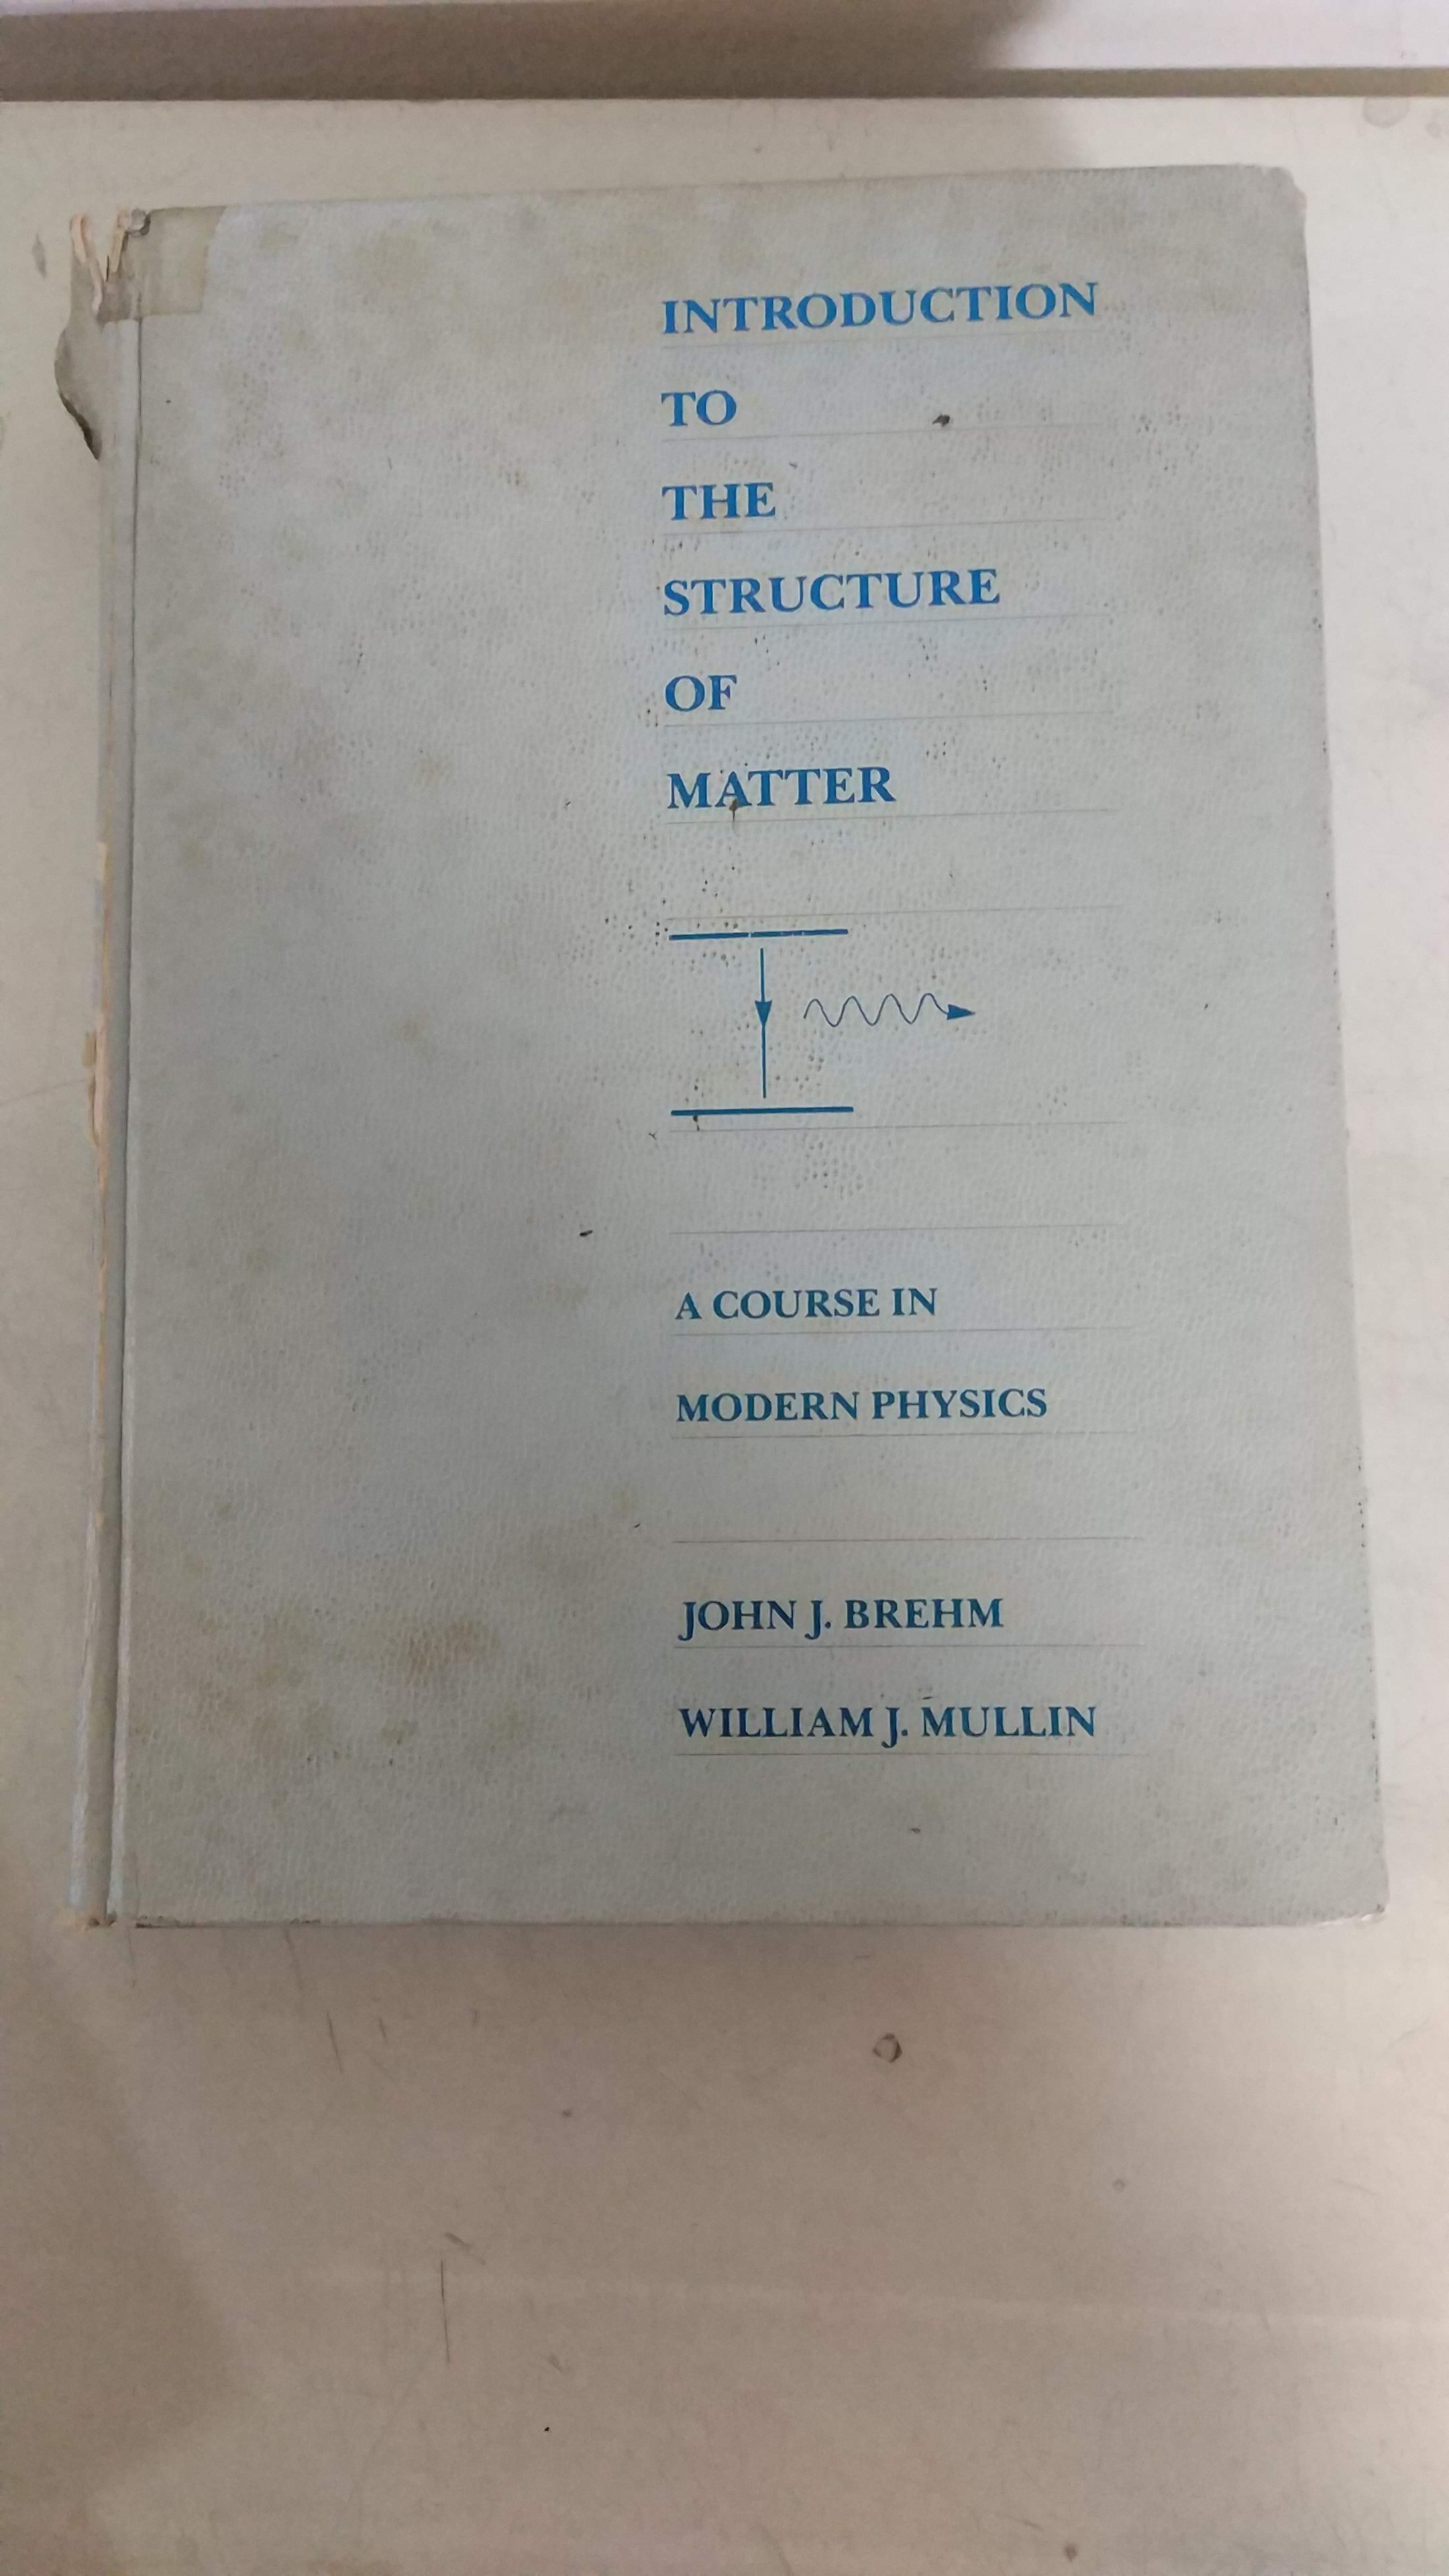 INTRODUCTION
TO
THE
STRUCTURE
OF
MATTER
A COURSE IN
MODERN PHYSICS
JOHN J. BREHM
WILLIAM J. MULLIN